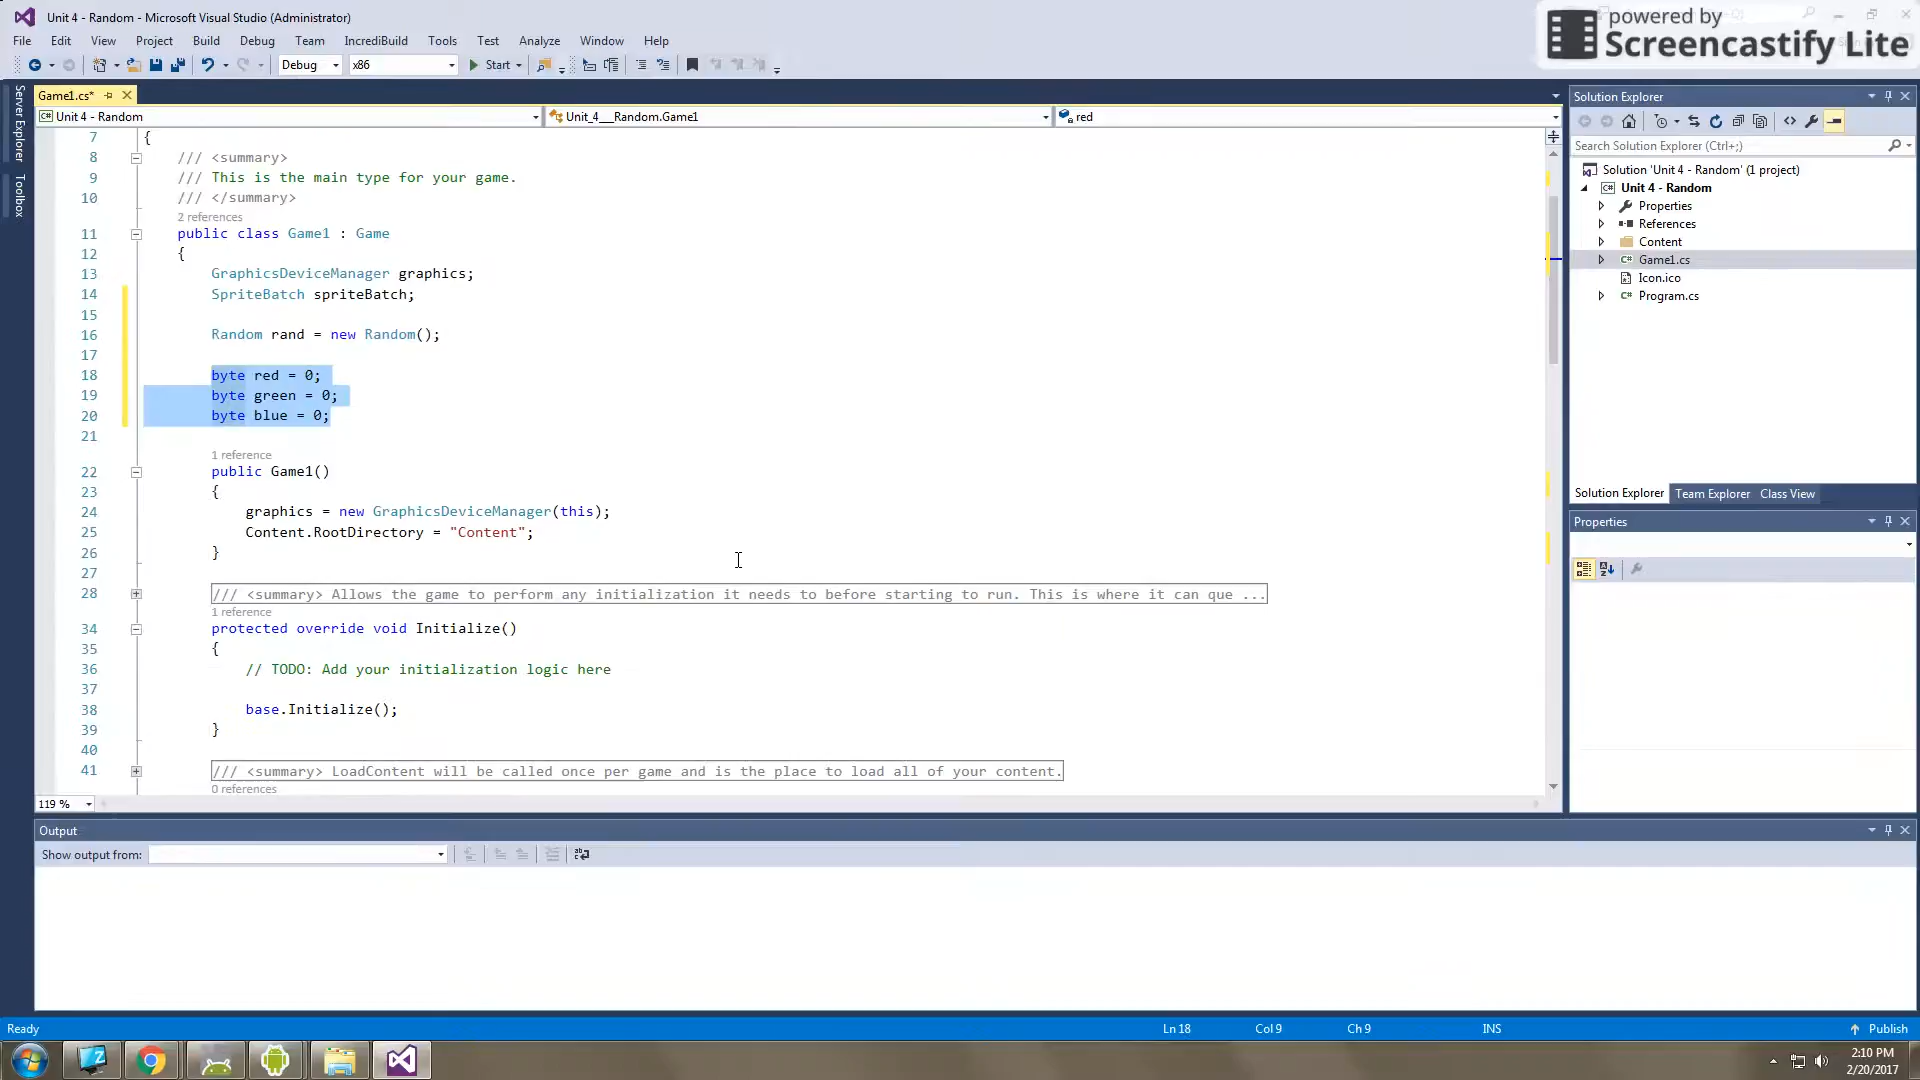 Unit 4 - Random - Microsoft Visual Studio (Administrator)
powered by
Screencastify Lite
File Edit View Project Build Debug Team IncrediBuild Tools Test Analyze Window Help
Debug x86 Start
Server Explorer
Toolbox
Game1.cs*
Unit 4 - Random Unit_4___Random.Game1 red
7 {
8 /// <summary>
9 /// This is the main type for your game.
10 /// </summary>
2 references
11 public class Game1 : Game
12 {
13 GraphicsDeviceManager graphics;
14 SpriteBatch spriteBatch;
15
16 Random rand = new Random();
17
18 byte red = 0;
19 byte green = 0;
20 byte blue = 0;
21
1 reference
22 public Game1()
23 {
24 graphics = new GraphicsDeviceManager(this);
25 Content.RootDirectory = "Content";
26 }
27
28 /// <summary> Allows the game to perform any initialization it needs to before starting to run. This is where it can que ...
1 reference
34 protected override void Initialize()
35 {
36 // TODO: Add your initialization logic here
37
38 base.Initialize();
39 }
40
41 /// <summary> LoadContent will be called once per game and is the place to load all of your content.
0 references
119 %
Solution Explorer
Search Solution Explorer (Ctrl+;)
Solution 'Unit 4 - Random' (1 project)
Unit 4 - Random
Properties
References
Content
Game1.cs
Icon.ico
Program.cs
Solution Explorer Team Explorer Class View
Properties
Output
Show output from:
Ready Ln 18 Col 9 Ch 9 INS Publish
2:10 PM
2/20/2017